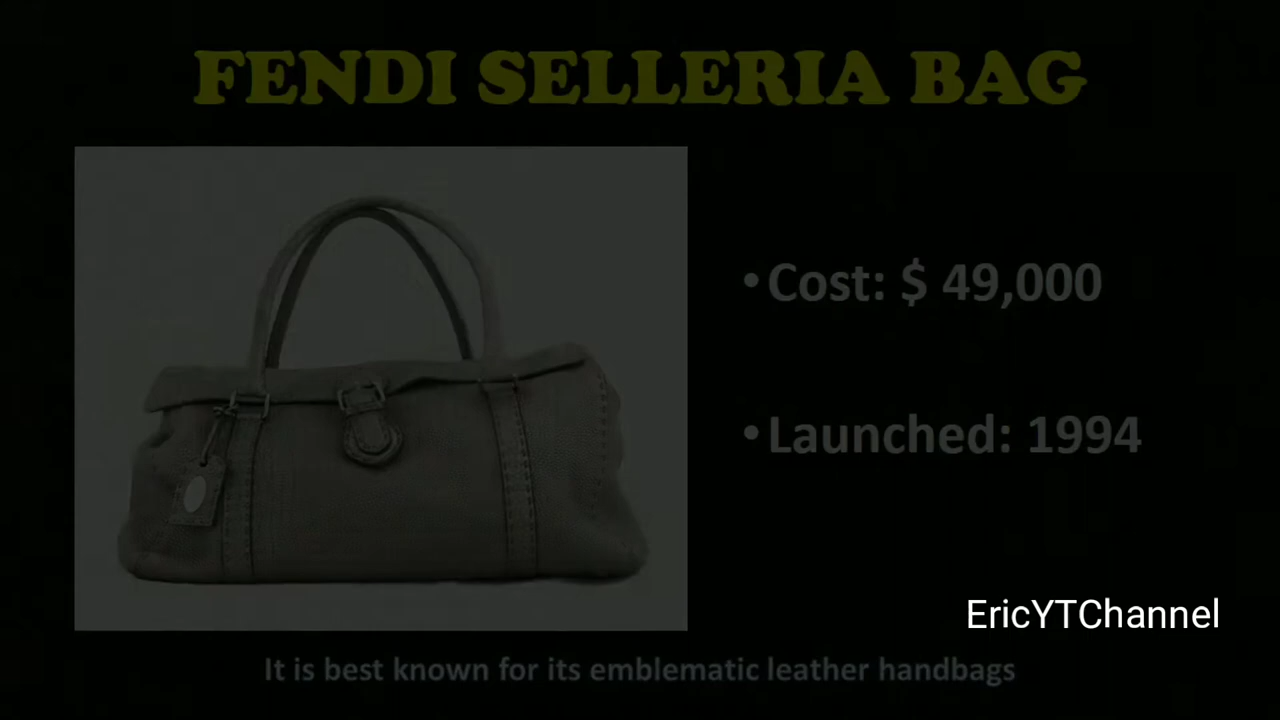 FENDI SELLERIA BAG
•Cost: $ 49,000
•Launched: 1994
EricYTChannel
It is best known for its emblematic leather handbags